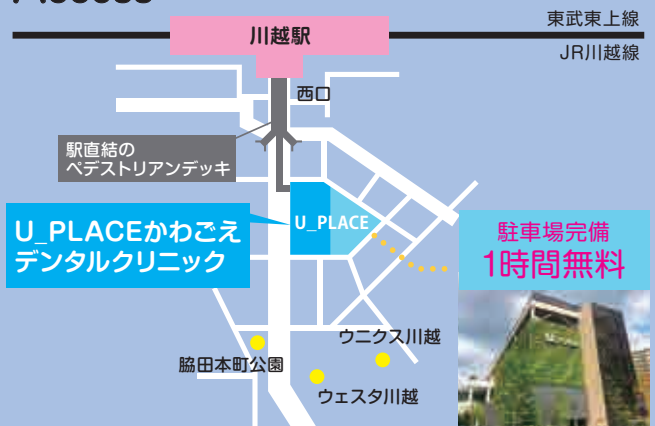 川越駅
東武東上線
JR川越線
西口
駅直結の
ペデストリアンデッキ
U_PLACEかわごえ
デンタルクリニック
U_PLACE
駐車場完備
1時間無料
ウニクス川越
脇田本町公園
ウェスタ川越